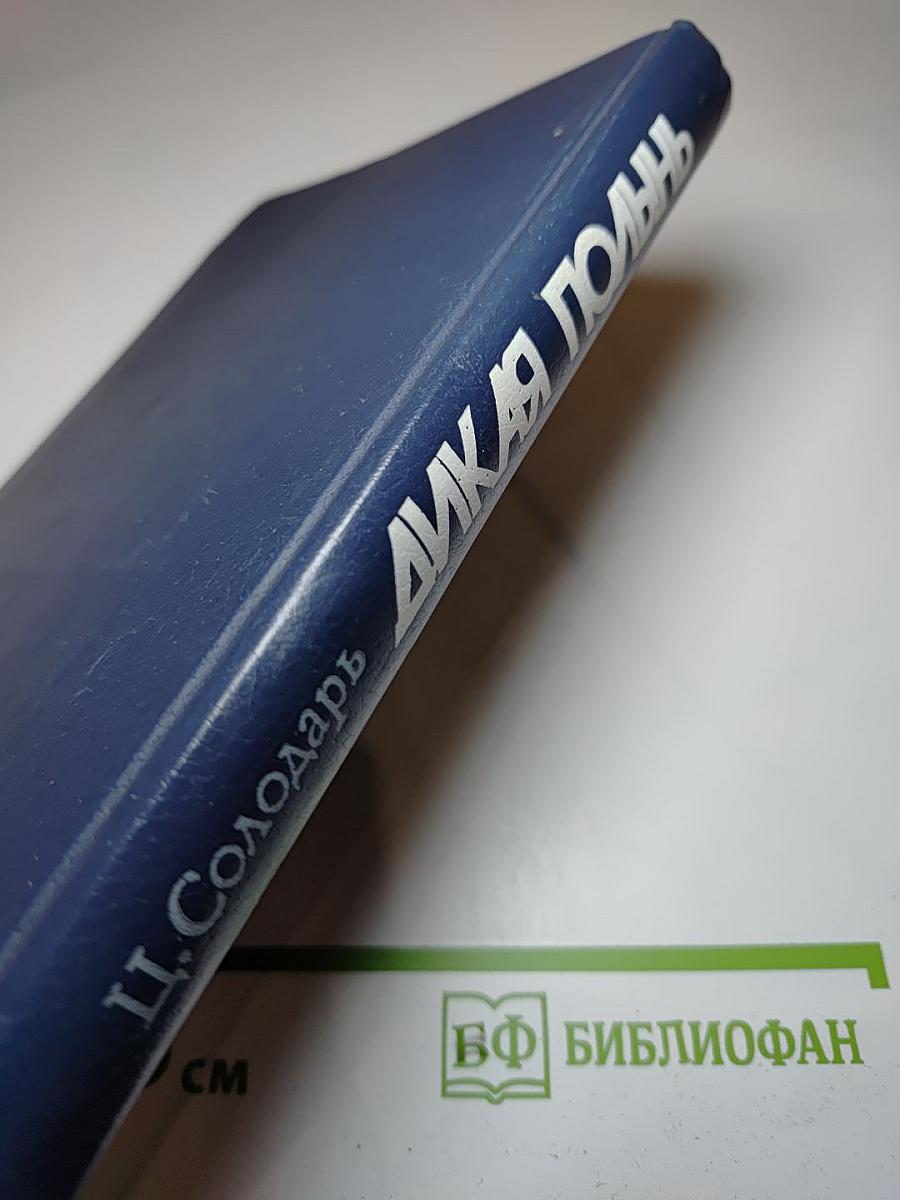 Ц. Солодарь
ДИКАЯ ПОЛЫНЬ
см
БФ
БИБЛИОФАН